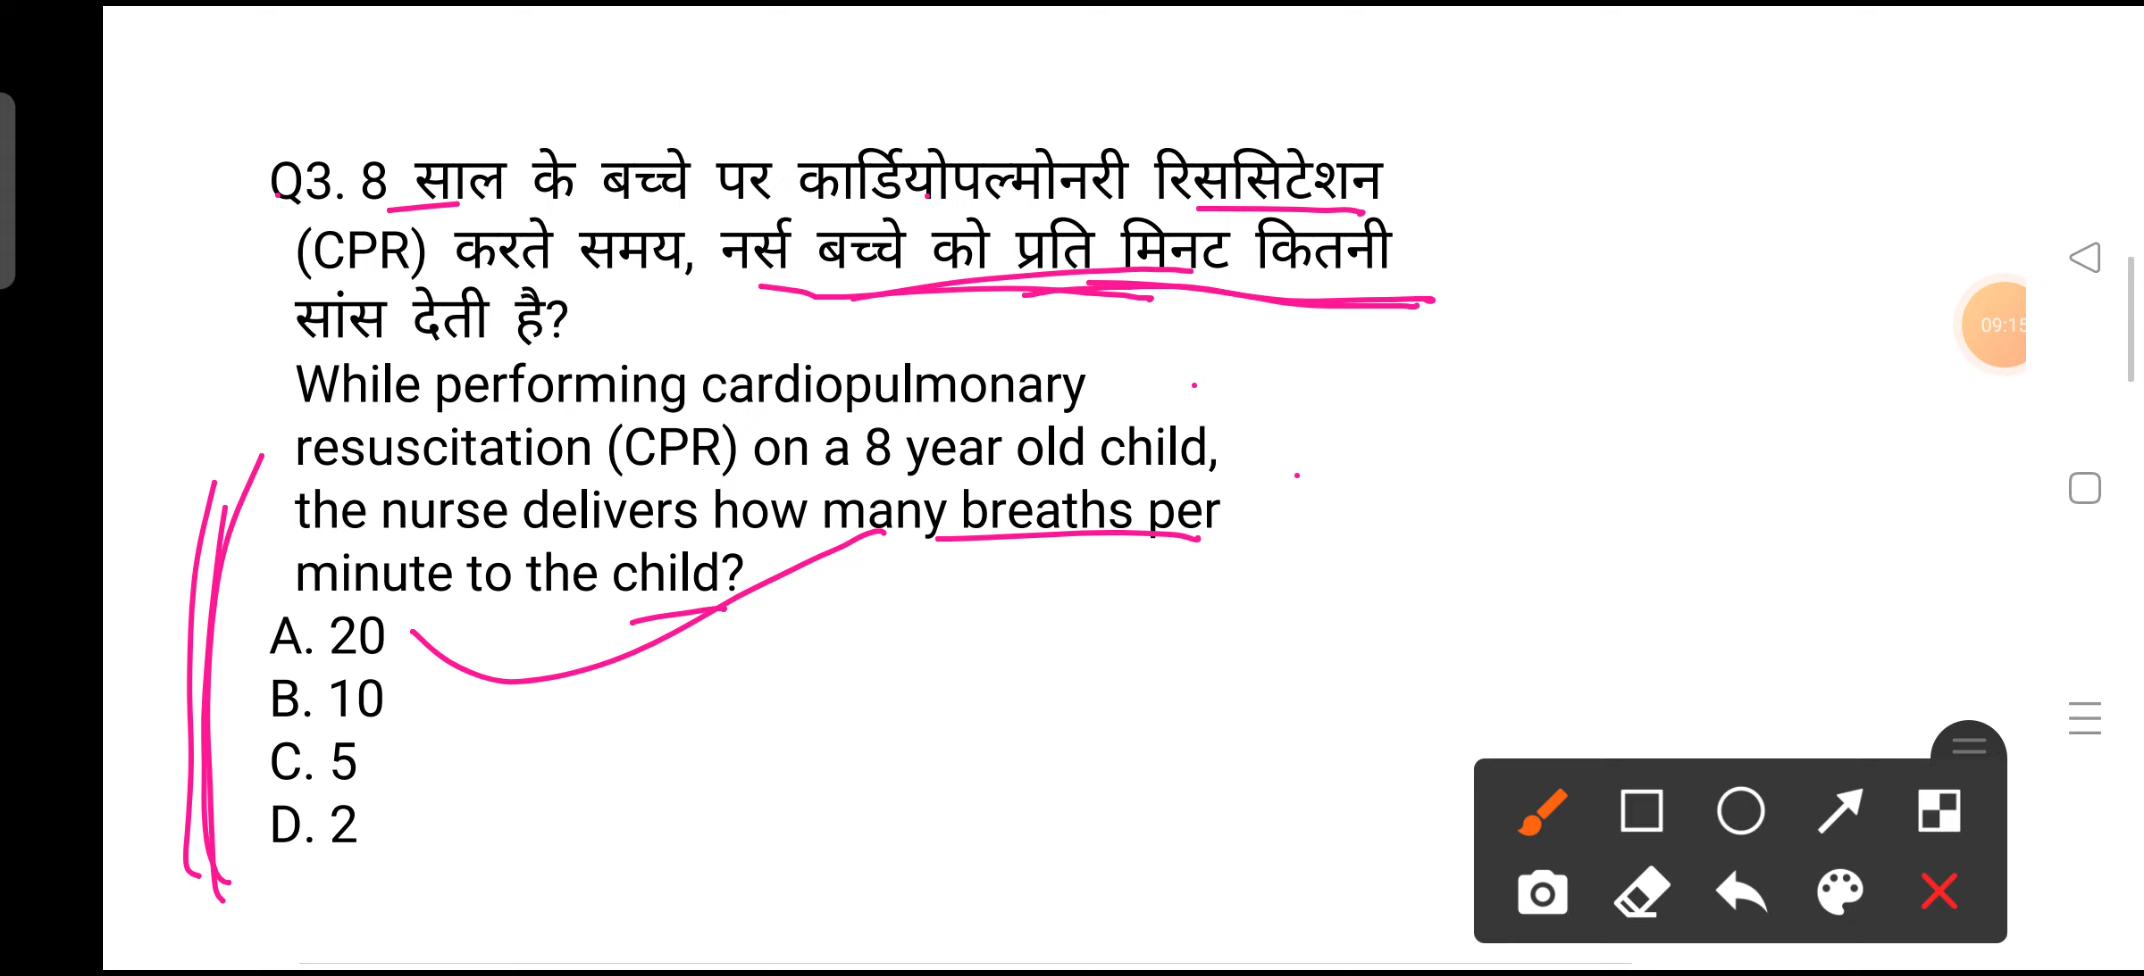 Q3. 8 साल के बच्चे पर कार्डियोपल्मोनरी रिससिटेशन
(CPR) करते समय, नर्स बच्चे को प्रति मिनट कितनी
सांस देती है?
While performing cardiopulmonary
resuscitation (CPR) on a 8 year old child,
the nurse delivers how many breaths per
minute to the child?
A. 20
B. 10
C. 5
D. 2
09:15